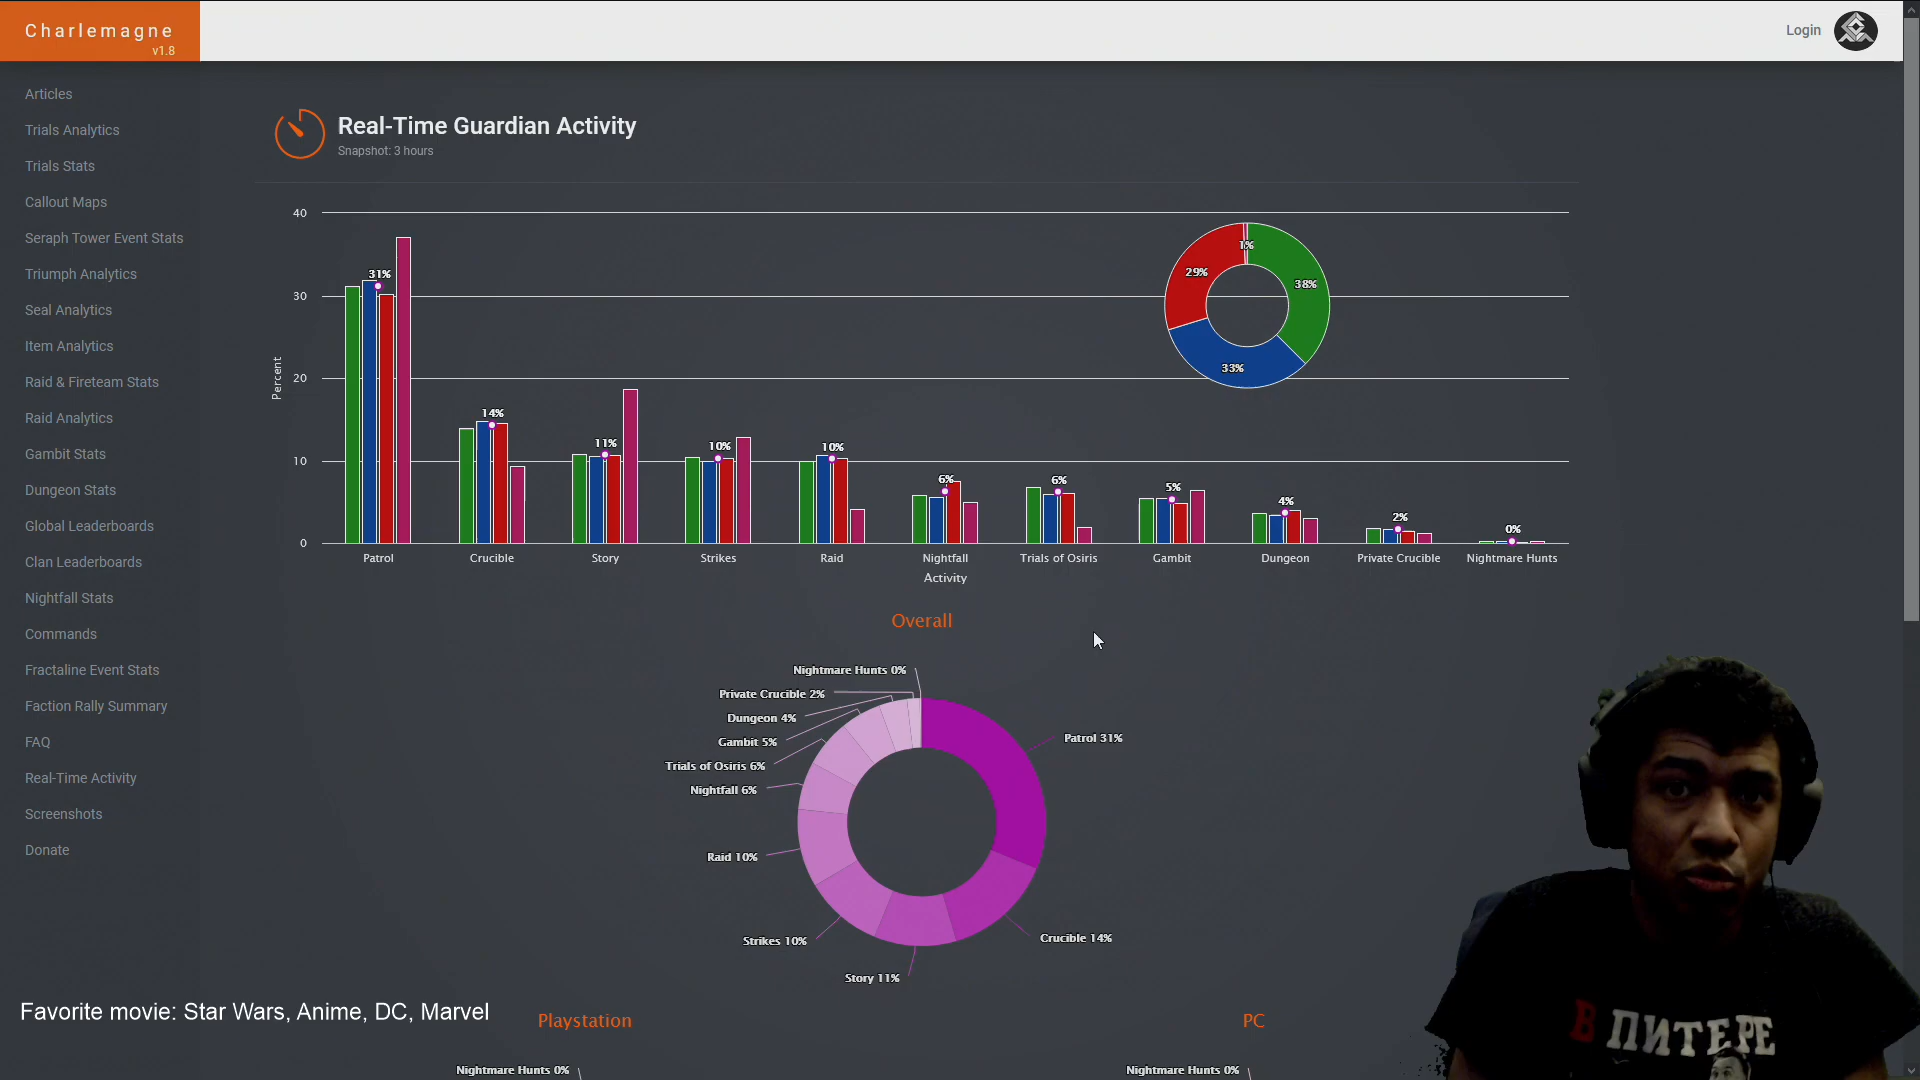 Charlemagne
v1.8
Login
Articles
Trials Analytics
Trials Stats
Callout Maps
Seraph Tower Event Stats
Triumph Analytics
Seal Analytics
Item Analytics
Raid & Fireteam Stats
Raid Analytics
Gambit Stats
Dungeon Stats
Global Leaderboards
Clan Leaderboards
Nightfall Stats
Commands
Fractaline Event Stats
Faction Rally Summary
FAQ
Real-Time Activity
Screenshots
Donate
Real-Time Guardian Activity
Snapshot: 3 hours
40
30
20
10
0
Percent
31%
14%
11%
10%
10%
6%
6%
5%
4%
2%
0%
Patrol
Crucible
Story
Strikes
Raid
Nightfall
Trials of Osiris
Gambit
Dungeon
Private Crucible
Nightmare Hunts
Activity
1%
29%
38%
33%
Overall
Nightmare Hunts 0%
Private Crucible 2%
Dungeon 4%
Gambit 5%
Trials of Osiris 6%
Nightfall 6%
Raid 10%
Strikes 10%
Story 11%
Patrol 31%
Crucible 14%
Favorite movie: Star Wars, Anime, DC, Marvel
Playstation
PC
Nightmare Hunts 0%
Nightmare Hunts 0%
В ПИТЕРЕ